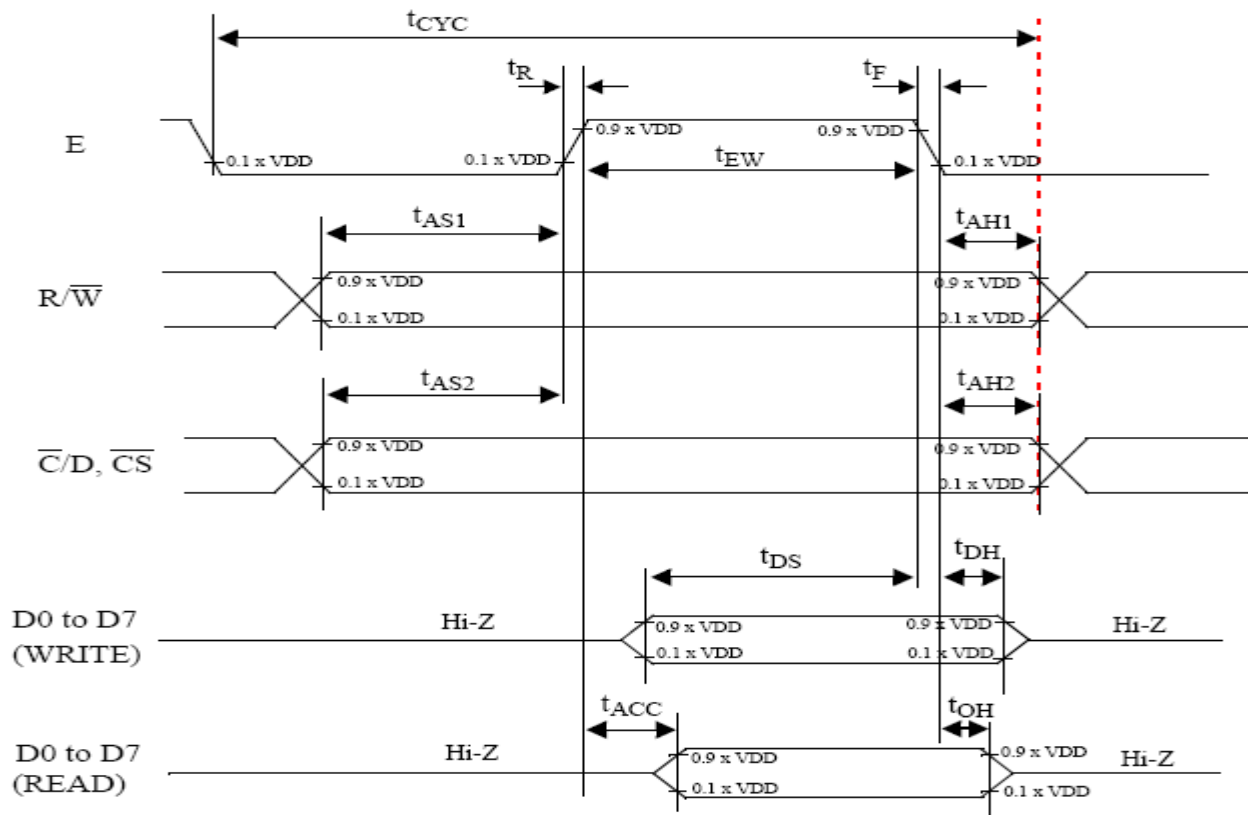 tCYC
tR
tF
E
0.9 x VDD
0.9 x VDD
0.1 x VDD
0.1 x VDD
tEW
0.1 x VDD
tAS1
tAH1
R/W̅
0.9 x VDD
0.9 x VDD
0.1 x VDD
0.1 x VDD
tAS2
tAH2
C̅/D, C̅S̅
0.9 x VDD
0.9 x VDD
0.1 x VDD
0.1 x VDD
tDS
tDH
D0 to D7
(WRITE)
Hi-Z
0.9 x VDD
0.9 x VDD
Hi-Z
0.1 x VDD
0.1 x VDD
tACC
tOH
D0 to D7
(READ)
Hi-Z
0.9 x VDD
0.9 x VDD
Hi-Z
0.1 x VDD
0.1 x VDD